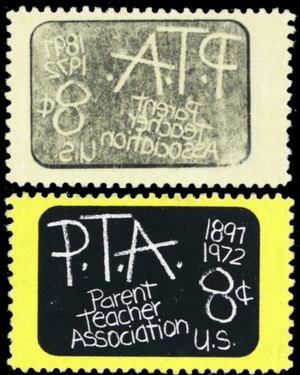 P.T.A.
1897
1972
Parent
Teacher
Association
8¢
U.S.
P.T.A.
1897
1972
Parent
Teacher
Association
8¢
U.S.